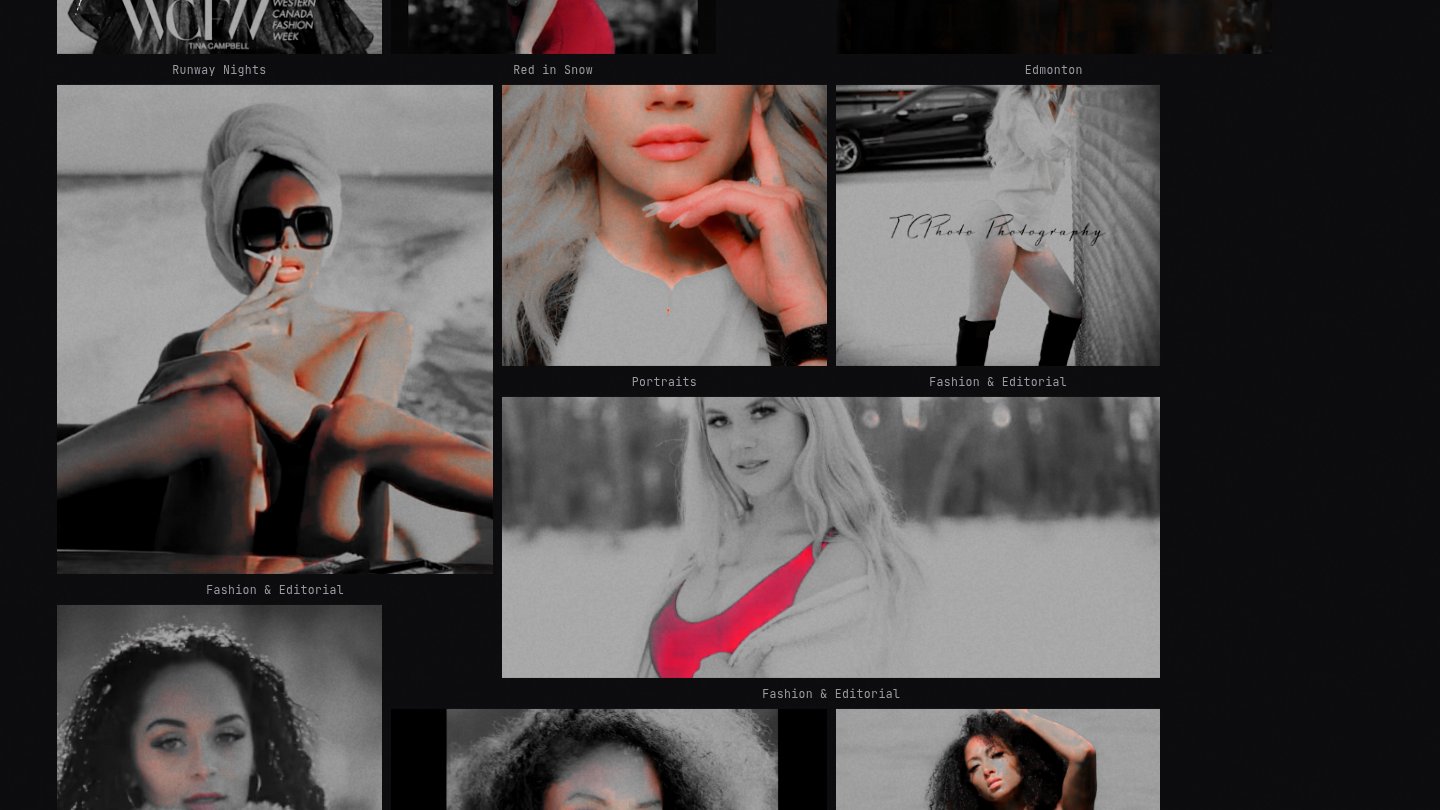 WCFW
WESTERN
CANADA
FASHION
WEEK
TINA CAMPBELL
Runway Nights
Red in Snow
Edmonton
TCPhoto Photography
Portraits
Fashion & Editorial
Fashion & Editorial
Fashion & Editorial